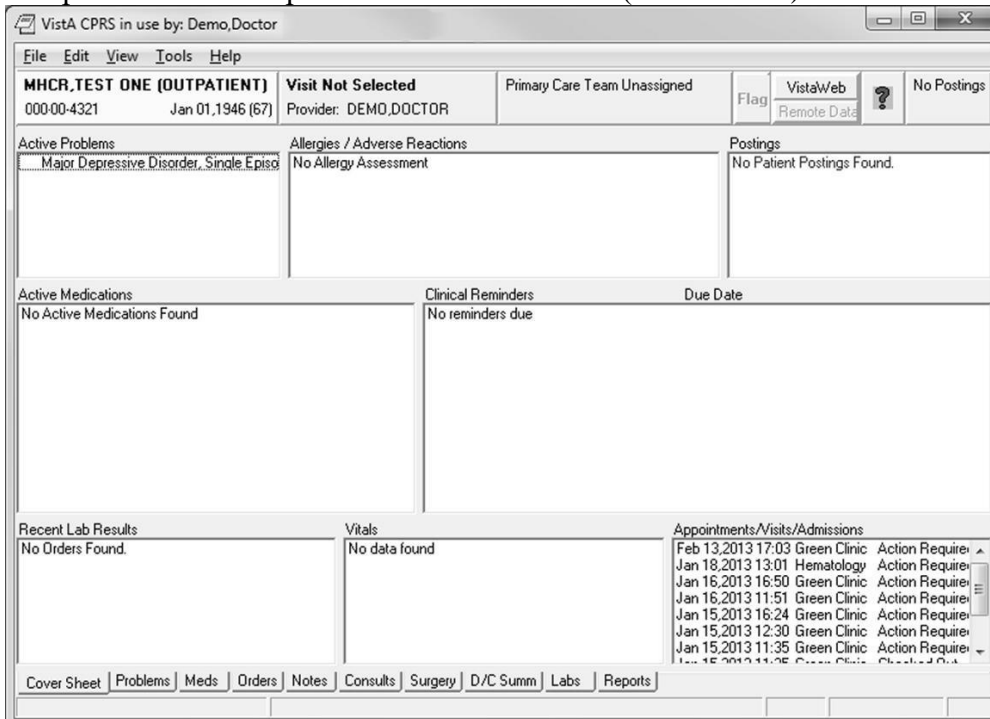 VistA CPRS in use by: Demo,Doctor
File Edit View Tools Help
MHCR,TEST ONE (OUTPATIENT) Visit Not Selected Primary Care Team Unassigned Flag VistaWeb ? No Postings
000-00-4321 Jan 01,1946 (67) Provider: DEMO,DOCTOR Remote Data
Active Problems Allergies / Adverse Reactions Postings
Major Depressive Disorder, Single Episo No Allergy Assessment No Patient Postings Found.
Active Medications Clinical Reminders Due Date
No Active Medications Found No reminders due
Recent Lab Results Vitals Appointments/Visits/Admissions
No Orders Found. No data found Feb 13,2013 17:03 Green Clinic Action Require
Jan 18,2013 13:01 Hematology Action Require
Jan 16,2013 16:50 Green Clinic Action Require
Jan 16,2013 11:51 Green Clinic Action Require
Jan 15,2013 16:24 Green Clinic Action Require
Jan 15,2013 12:30 Green Clinic Action Require
Jan 15,2013 11:35 Green Clinic Action Require
Cover Sheet Problems Meds Orders Notes Consults Surgery D/C Summ Labs Reports